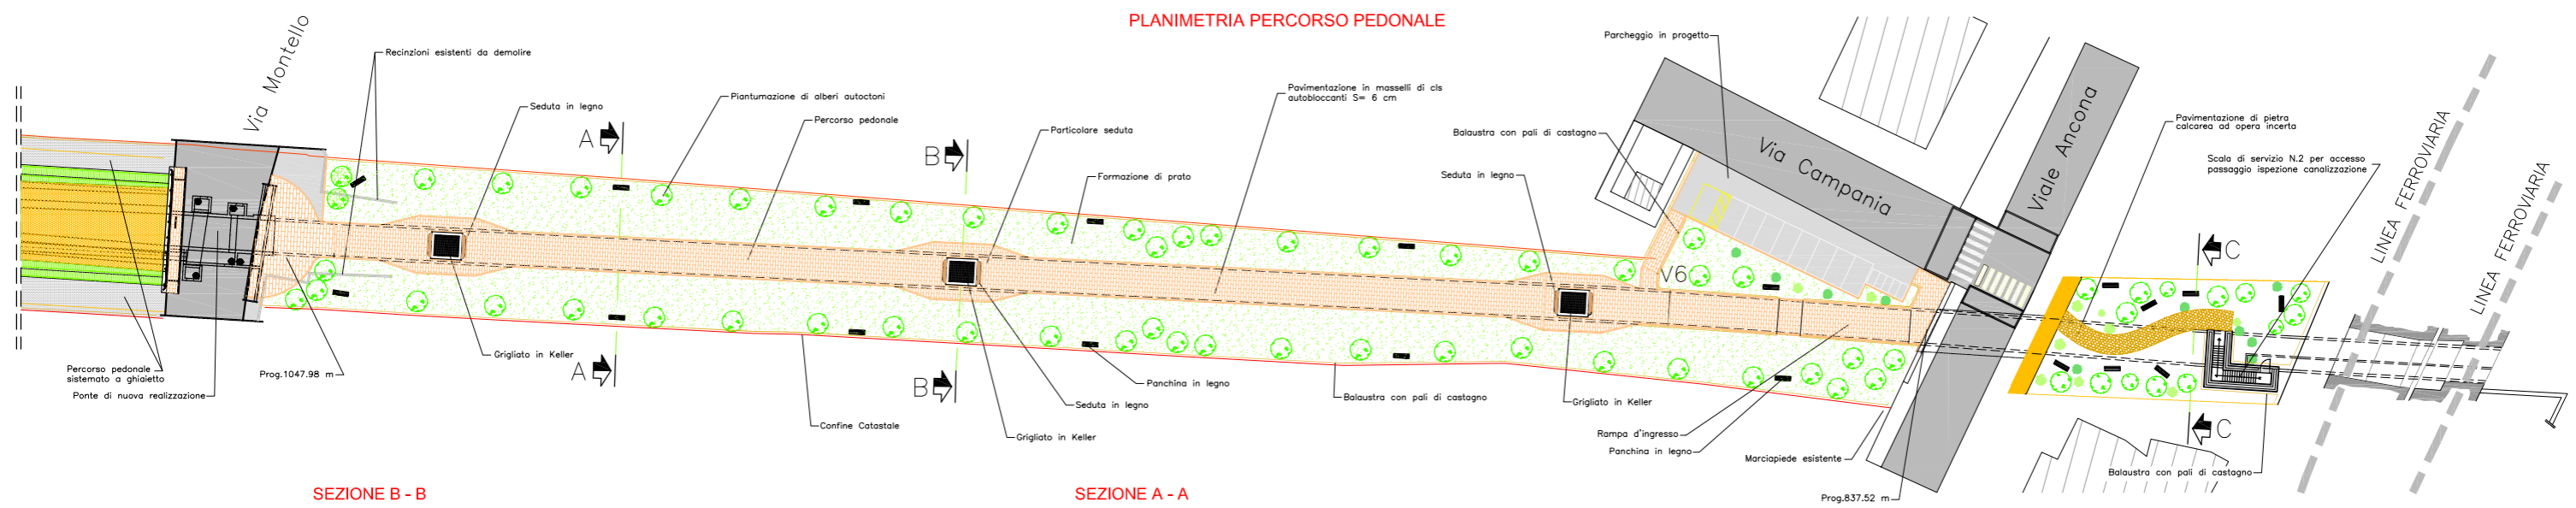 PLANIMETRIA PERCORSO PEDONALE
Via Montello
Recinzioni esistenti da demolire
Seduta in legno
Piantumazione di alberi autoctoni
Percorso pedonale
A
B
Particolare seduta
Formazione di prato
Pavimentazione in masselli di cls
autobloccanti S= 6 cm
Parcheggio in progetto
Balaustra con pali di castagno
Seduta in legno
Via Campania
Viale Ancona
V6
Pavimentazione di pietra
calcarea ad opera incerta
Scala di servizio N.2 per accesso
passaggio ispezione canalizzazione
LINEA FERROVIARIA
LINEA FERROVIARIA
C
Percorso pedonale
sistemato a ghiaietto
Ponte di nuova realizzazione
Prog.1047.98 m
Grigliato in Keller
A
B
Confine Catastale
Grigliato in Keller
Seduta in legno
Panchina in legno
Balaustra con pali di castagno
Grigliato in Keller
Rampa d'ingresso
Panchina in legno
Marciapiede esistente
Prog.837.52 m
C
Balaustra con pali di castagno
SEZIONE B - B
SEZIONE A - A